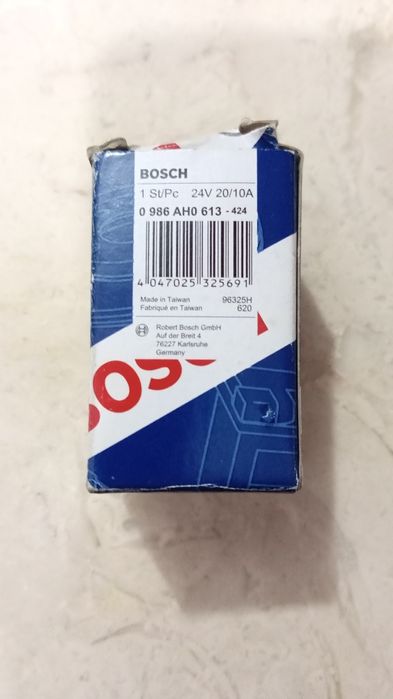 BOSCH
1 St/Pc 24V 20/10A
0 986 AH0 613 - 424
4 047025 325691
Made in Taiwan 96325H
Fabriqué en Taiwan 620
Robert Bosch GmbH
Auf der Breit 4
76227 Karlsruhe
Germany
BOSC